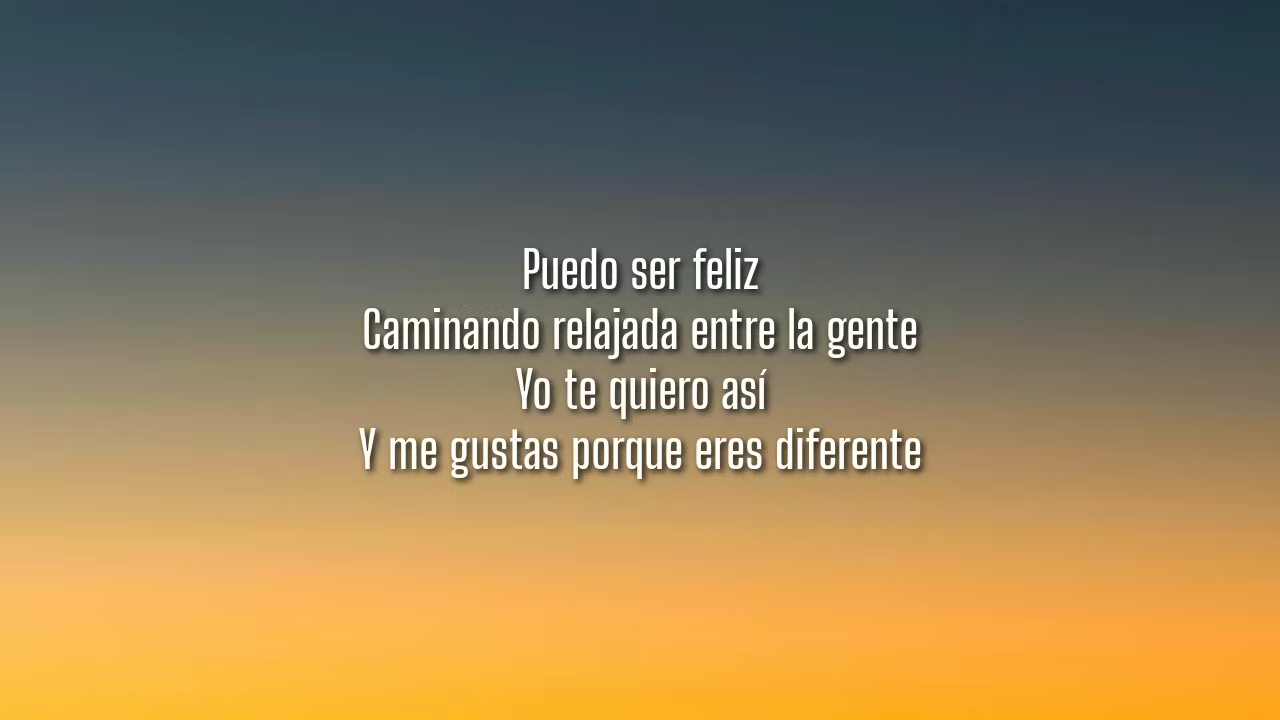 Puedo ser feliz
Caminando relajada entre la gente
Yo te quiero así
Y me gustas porque eres diferente